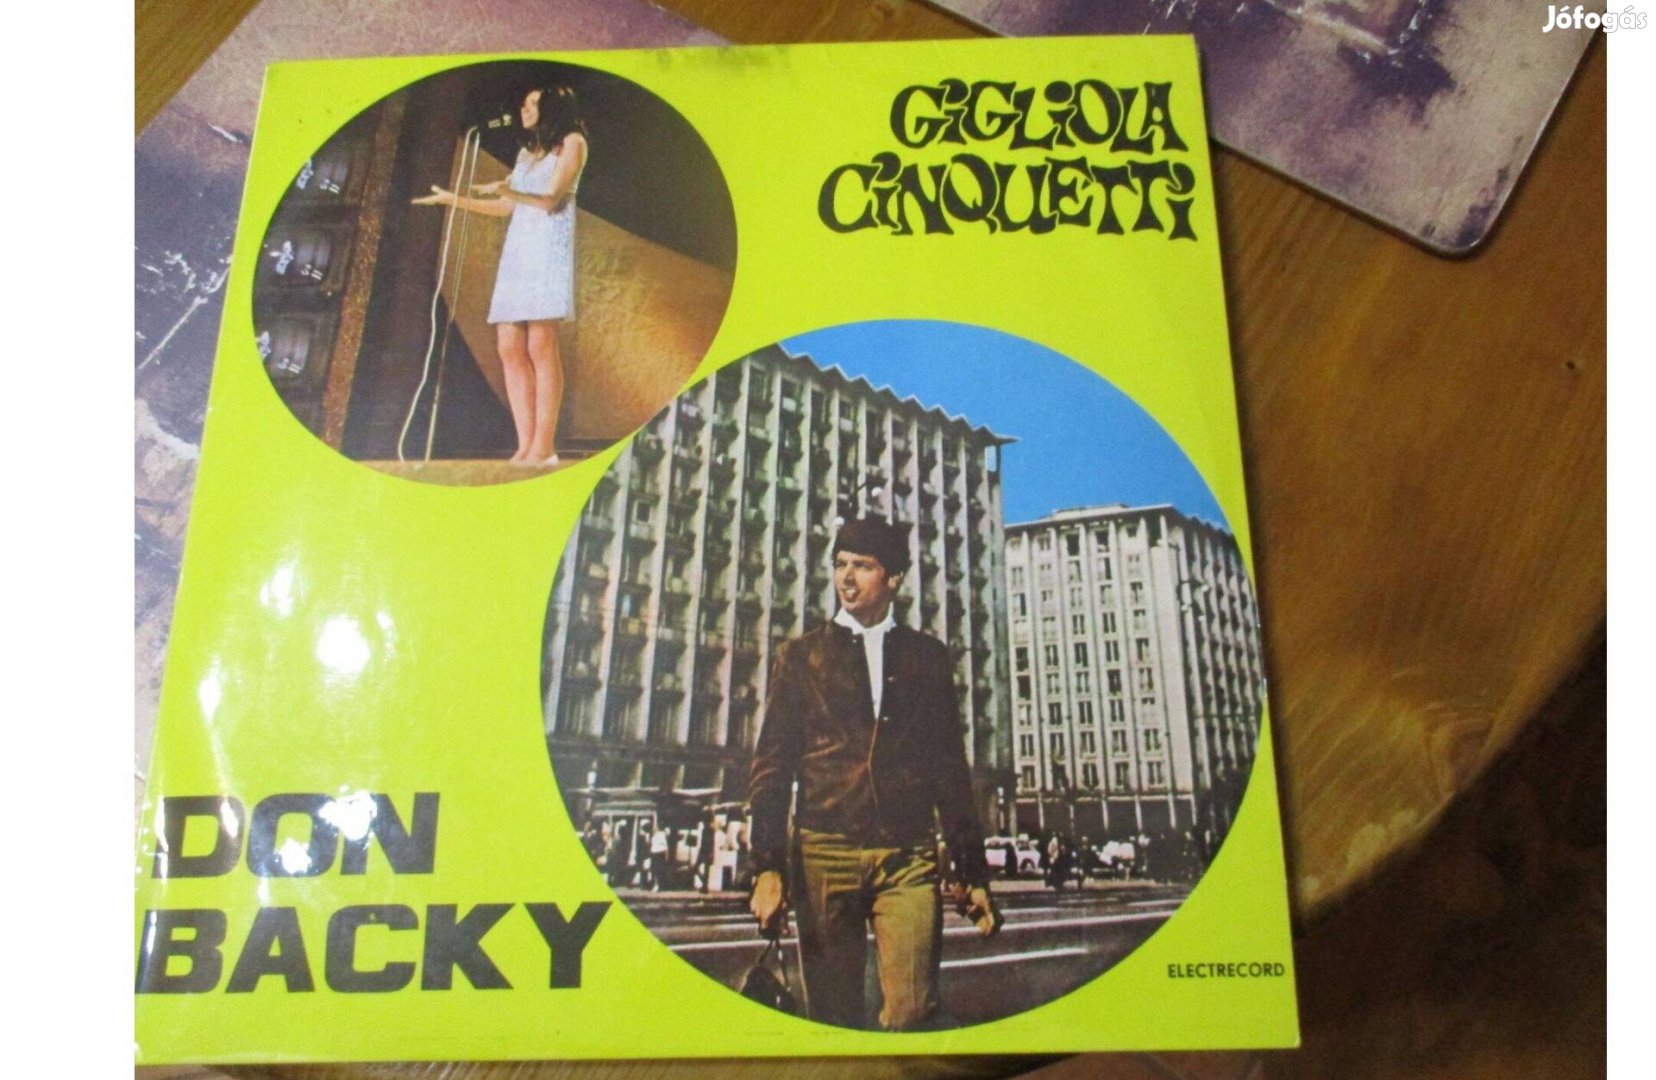 Jófogás
GiGLiOLA
CiNQUETTi
DON
BACKY
ELECTRECORD